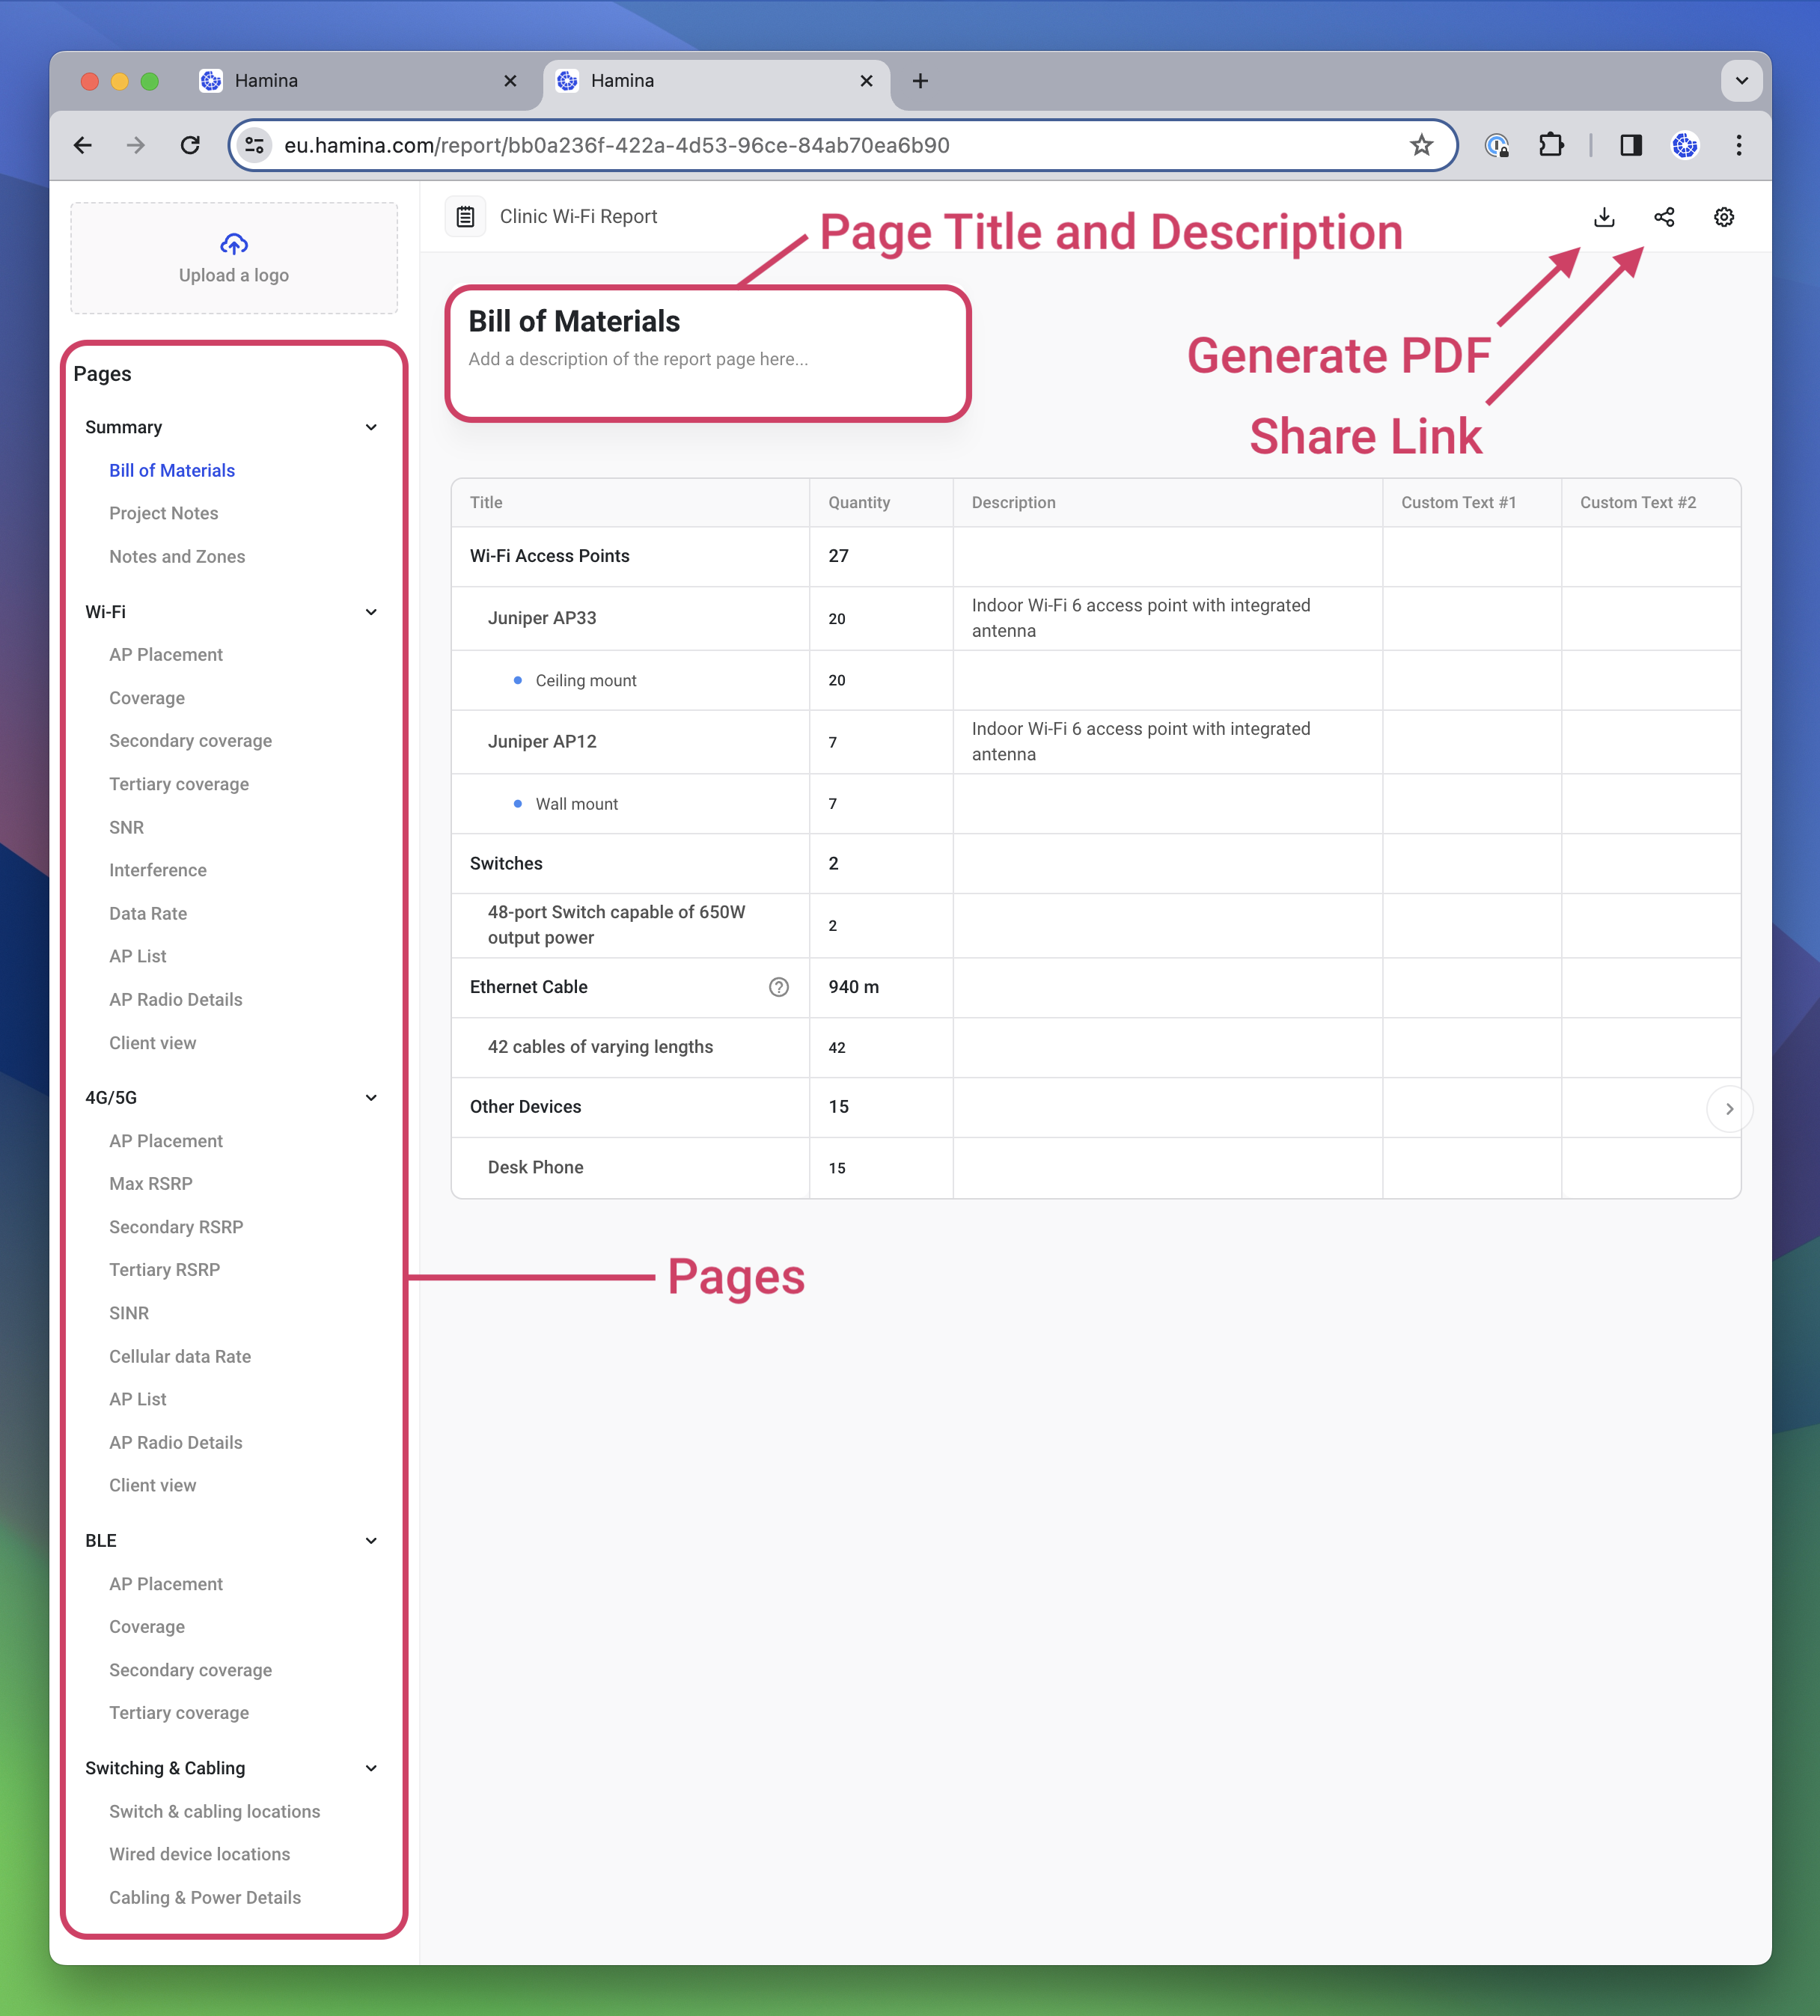 Hamina
Hamina
eu.hamina.com/report/bb0a236f-422a-4d53-96ce-84ab70ea6b90
Upload a logo
Pages
Summary
Bill of Materials
Project Notes
Notes and Zones
Wi-Fi
AP Placement
Coverage
Secondary coverage
Tertiary coverage
SNR
Interference
Data Rate
AP List
AP Radio Details
Client view
4G/5G
AP Placement
Max RSRP
Secondary RSRP
Tertiary RSRP
SINR
Cellular data Rate
AP List
AP Radio Details
Client view
BLE
AP Placement
Coverage
Secondary coverage
Tertiary coverage
Switching & Cabling
Switch & cabling locations
Wired device locations
Cabling & Power Details
Clinic Wi-Fi Report
Page Title and Description
Bill of Materials
Add a description of the report page here...
Generate PDF
Share Link
Title Quantity Description Custom Text #1 Custom Text #2
Wi-Fi Access Points 27
Juniper AP33 20 Indoor Wi-Fi 6 access point with integrated
antenna
Ceiling mount 20
Juniper AP12 7 Indoor Wi-Fi 6 access point with integrated
antenna
Wall mount 7
Switches 2
48-port Switch capable of 650W
output power 2
Ethernet Cable 940 m
42 cables of varying lengths 42
Other Devices 15
Desk Phone 15
Pages